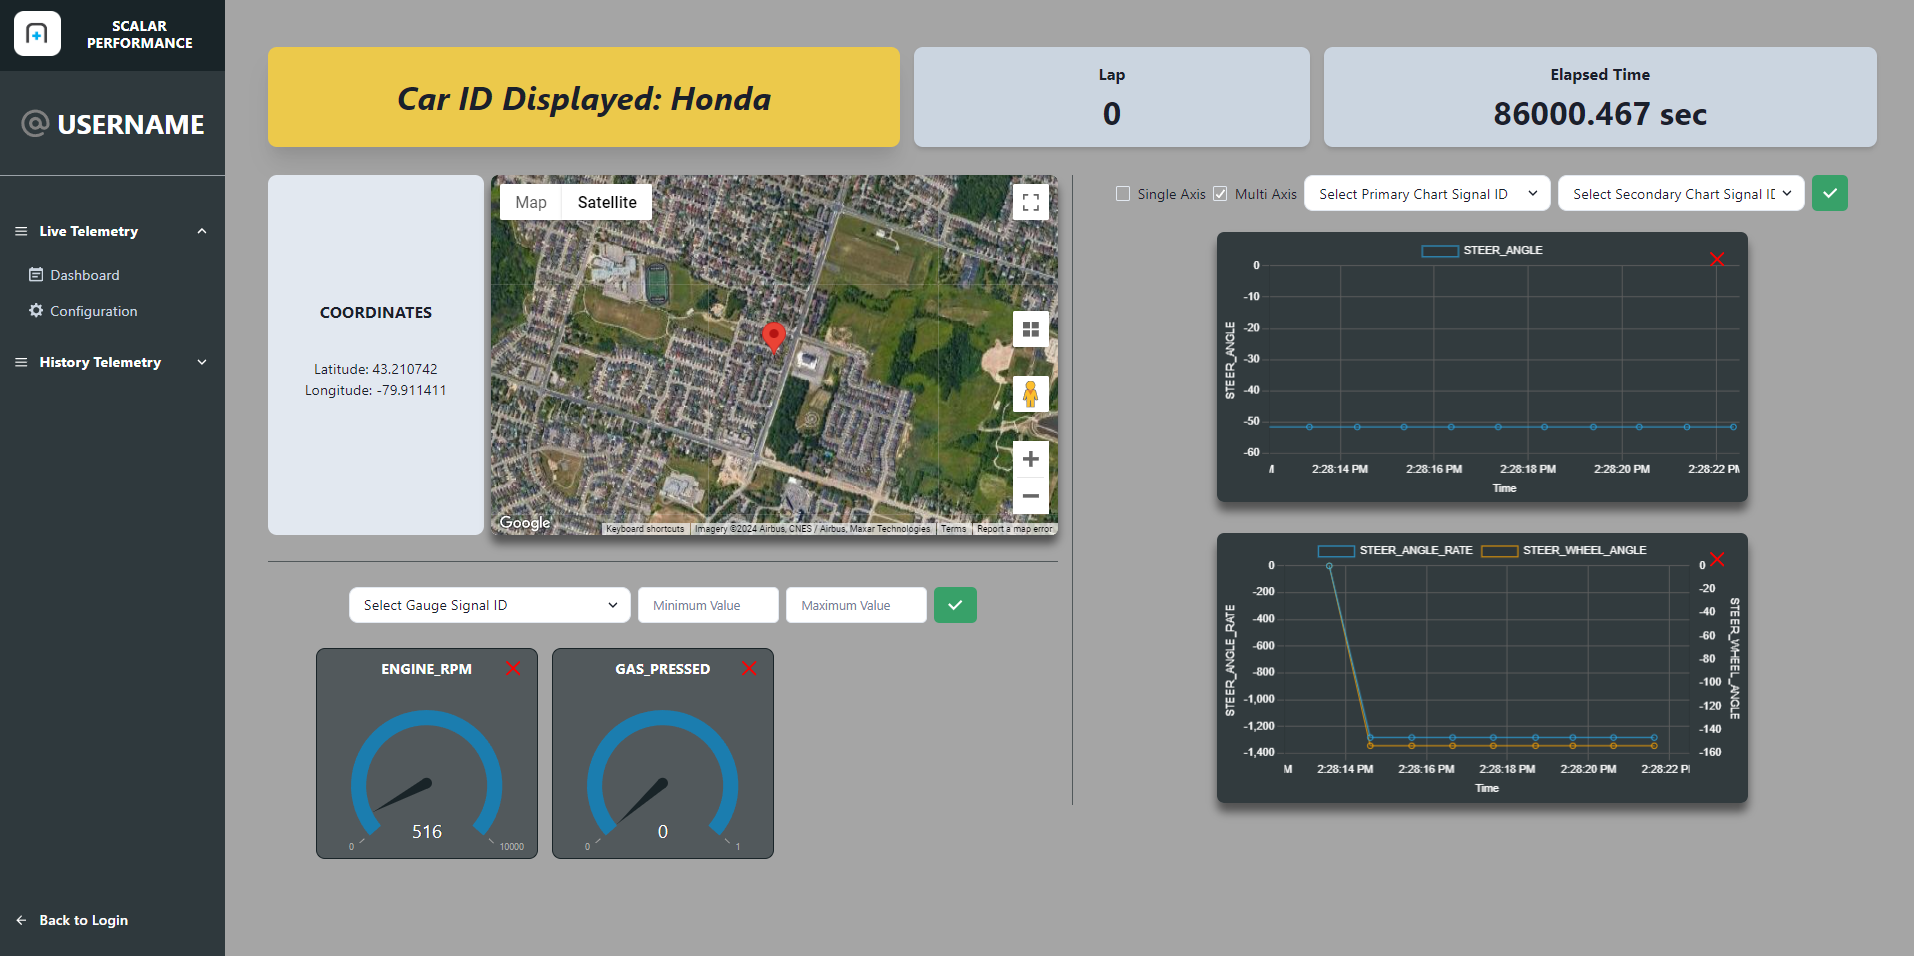 SCALAR
PERFORMANCE
@ USERNAME
Live Telemetry
Dashboard
Configuration
History Telemetry
Back to Login
Car ID Displayed: Honda
Lap
0
Elapsed Time
86000.467 sec
COORDINATES
Latitude: 43.210742
Longitude: -79.911411
Map Satellite
Google
Keyboard shortcuts Imagery ©2024 Airbus, CNES / Airbus, Maxar Technologies Terms Report a map error
Select Gauge Signal ID Minimum Value Maximum Value
ENGINE_RPM
516
0 10000
GAS_PRESSED
0
0 1
Single Axis Multi Axis Select Primary Chart Signal ID Select Secondary Chart Signal ID
STEER_ANGLE
STEER_ANGLE
0
-10
-20
-30
-40
-50
-60
M 2:28:14 PM 2:28:16 PM 2:28:18 PM 2:28:20 PM 2:28:22 PM
Time
STEER_ANGLE_RATE STEER_WHEEL_ANGLE
STEER_ANGLE_RATE
0
-200
-400
-600
-800
-1,000
-1,200
-1,400
0
-20
-40
-60
-80
-100
-120
-140
-160
STEER_WHEEL_ANGLE
M 2:28:14 PM 2:28:16 PM 2:28:18 PM 2:28:20 PM 2:28:22 PM
Time